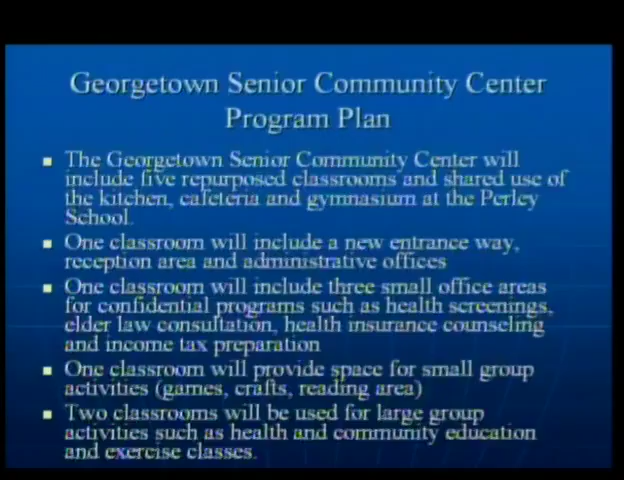 Georgetown Senior Community Center
Program Plan
The Georgetown Senior Community Center will
include five repurposed classrooms and shared use of
the kitchen, cafeteria and gymnasium at the Perley
School.
One classroom will include a new entrance way,
reception area and administrative offices
One classroom will include three small office areas
for confidential programs such as health screenings,
elder law consultation, health insurance counseling
and income tax preparation
One classroom will provide space for small group
activities (games, crafts, reading area)
Two classrooms will be used for large group
activities such as health and community education
and exercise classes.